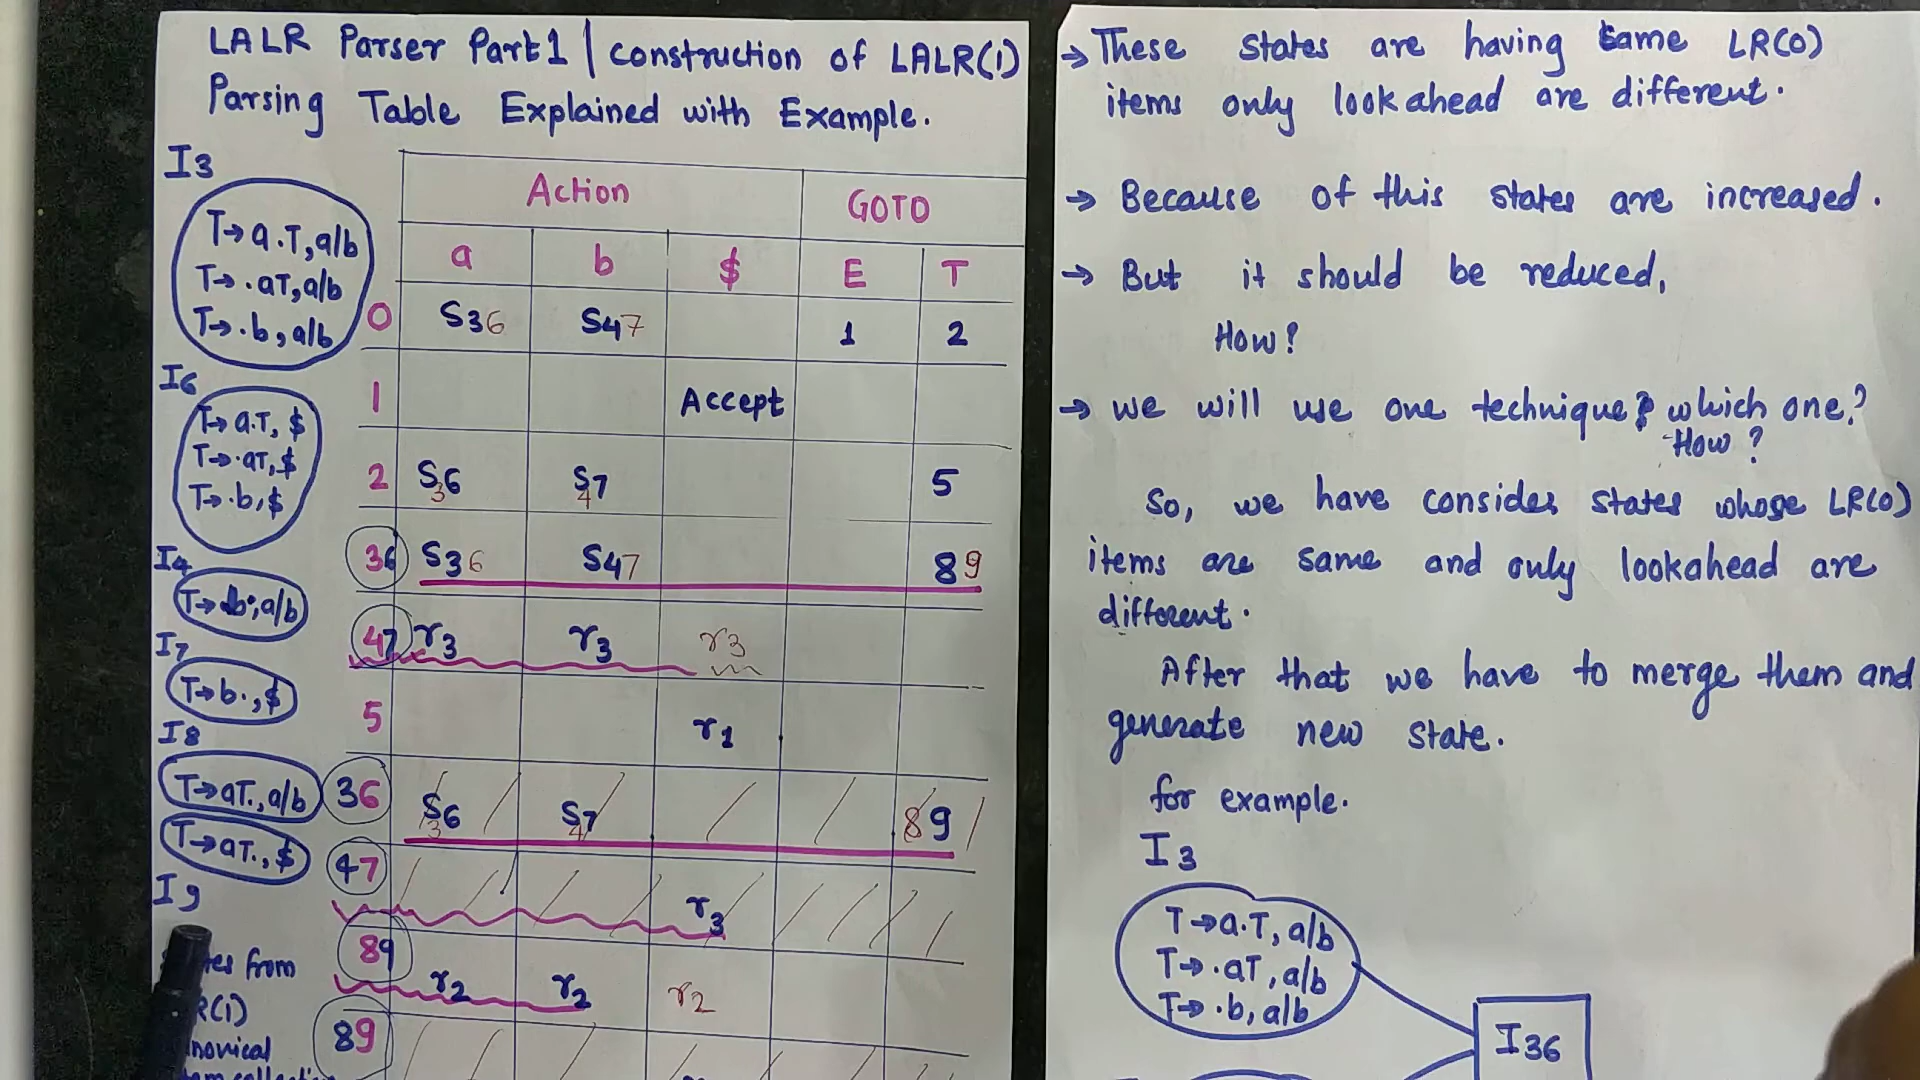 LALR Parser Part1 | construction of LALR(1)
Parsing Table Explained with Example.
I3
T→a.T,a/b
T→.aT,a/b
T→.b,a/b
I6
T→a.T, $
T→.aT,$
T→.b,$
I4
T→b.,a/b
I7
T→b.,$
I8
T→aT.,a/b
T→aT.,$
I9
from
Action GOTO
a b $ E T
0 S36 S47 1 2
1 Accept
2 S36 S47 5
36 S36 S47 89
47 r3 r3 r3
5 r1
36 S36 S47 89
47 r3
89 r2 r2 r2
89
→ These states are having same LR(0)
items only lookahead are different.
→ Because of this states are increased.
→ But it should be reduced,
How?
→ we will use one technique? which one?
How?
So, we have consider states whose LR(0)
items are same and only lookahead are
different.
After that we have to merge them and
generate new state.
for example.
I3
T→a.T, a/b
T→.aT, a/b
T→.b, a/b
I36